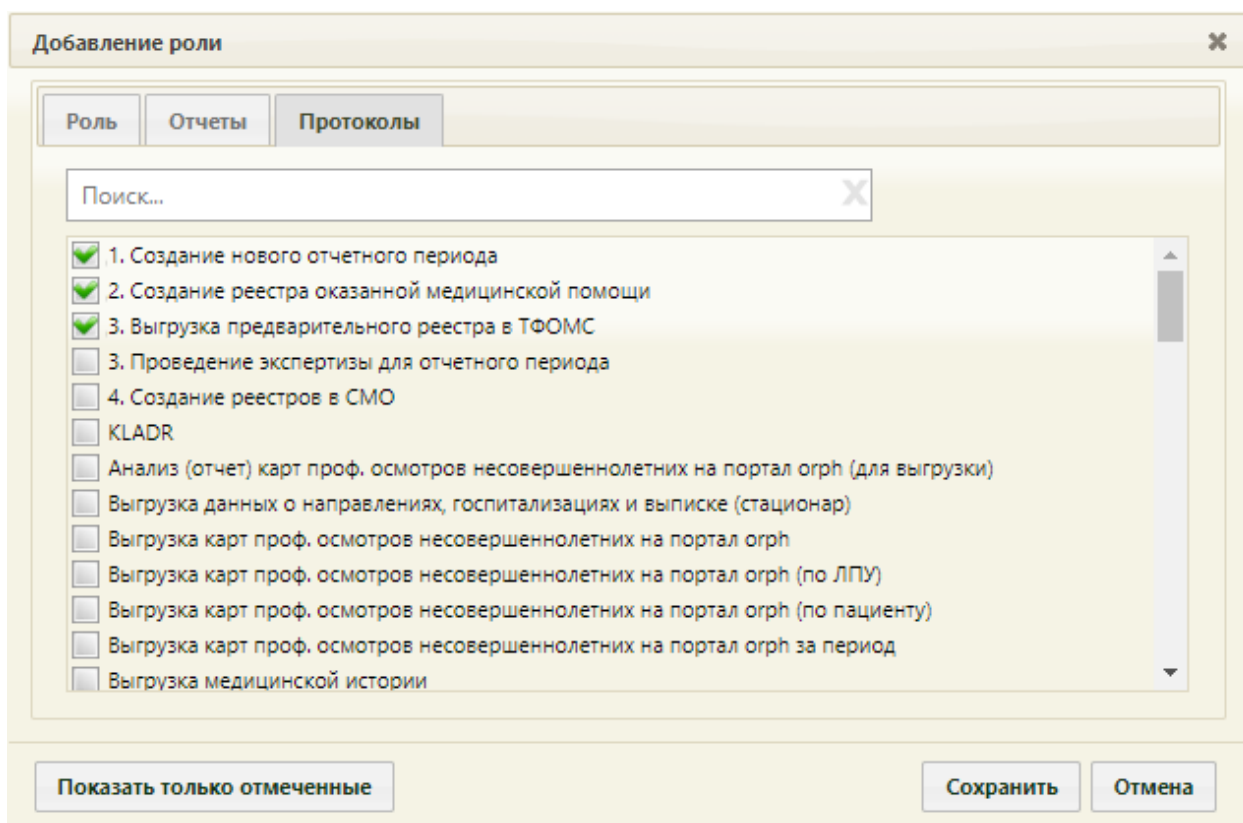 Добавление роли
Роль Отчеты Протоколы
Поиск...
1. Создание нового отчетного периода
2. Создание реестра оказанной медицинской помощи
3. Выгрузка предварительного реестра в ТФОМС
3. Проведение экспертизы для отчетного периода
4. Создание реестров в СМО
KLADR
Анализ (отчет) карт проф. осмотров несовершеннолетних на портал orph (для выгрузки)
Выгрузка данных о направлениях, госпитализациях и выписке (стационар)
Выгрузка карт проф. осмотров несовершеннолетних на портал orph
Выгрузка карт проф. осмотров несовершеннолетних на портал orph (по ЛПУ)
Выгрузка карт проф. осмотров несовершеннолетних на портал orph (по пациенту)
Выгрузка карт проф. осмотров несовершеннолетних на портал orph за период
Выгрузка медицинской истории
Показать только отмеченные Сохранить Отмена